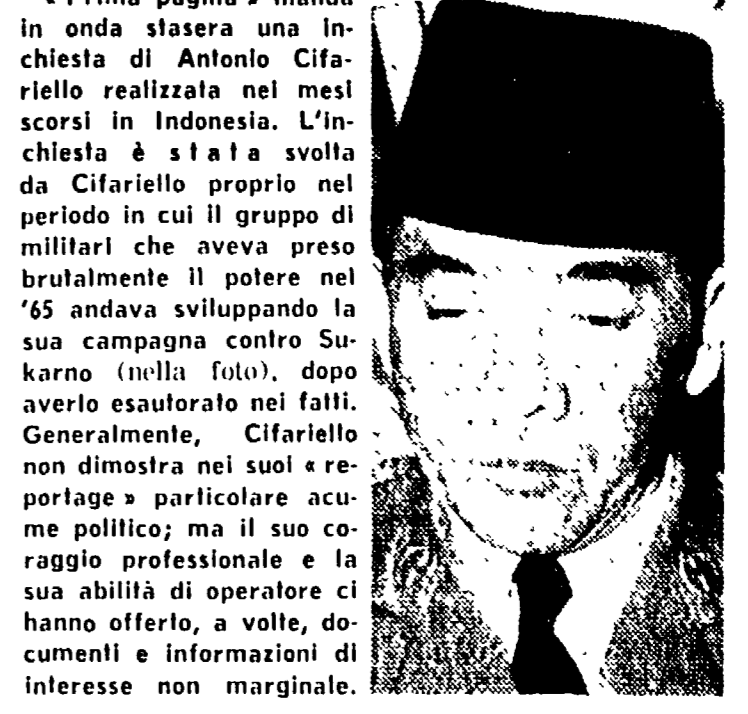 « Prima pagina » manda
in onda stasera una in-
chiesta di Antonio Cifa-
riello realizzata nei mesi
scorsi in Indonesia. L'in-
chiesta è stata svolta
da Cifariello proprio nel
periodo in cui il gruppo di
militari che aveva preso
brutalmente il potere nel
'65 andava sviluppando la
sua campagna contro Su-
karno (nella foto), dopo
averlo esautorato nei fatti.
Generalmente, Cifariello
non dimostra nei suoi « re-
portage » particolare acu-
me politico; ma il suo co-
raggio professionale e la
sua abilità di operatore ci
hanno offerto, a volte, do-
cumenti e informazioni di
interesse non marginale.